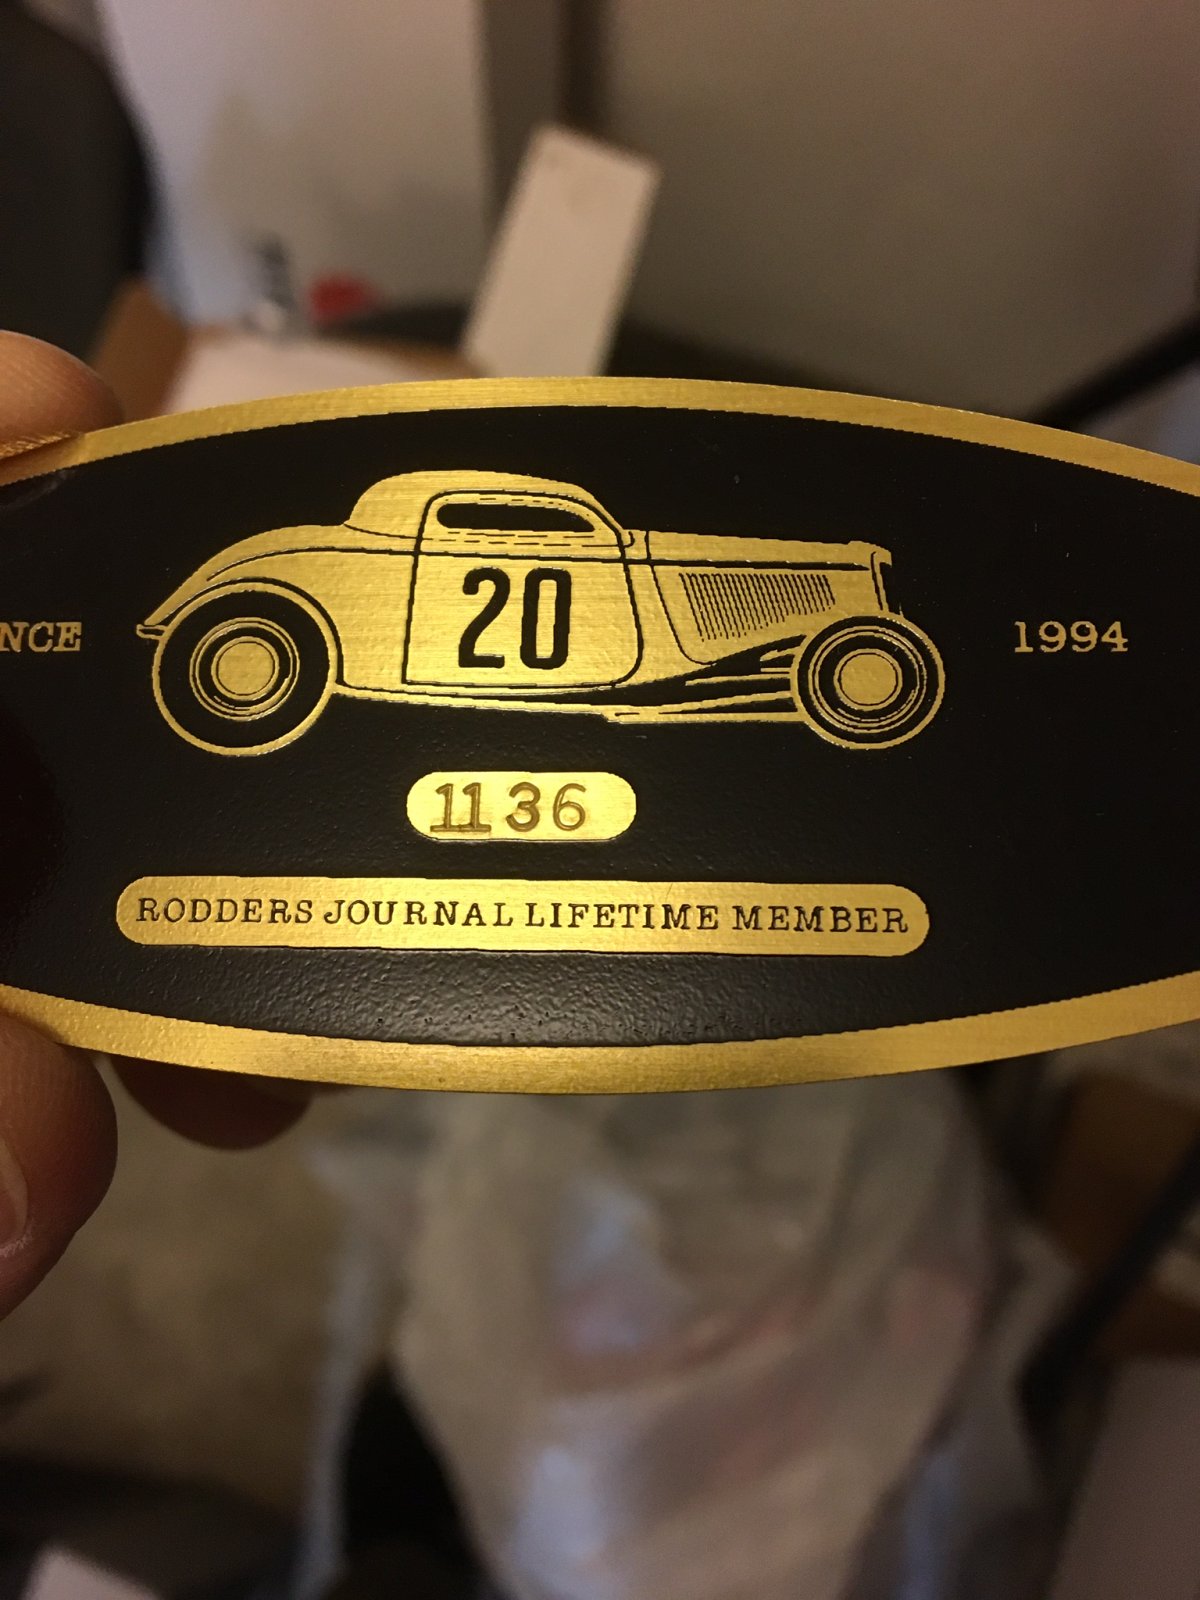 20
NCE
1994
1136
RODDERS JOURNAL LIFETIME MEMBER